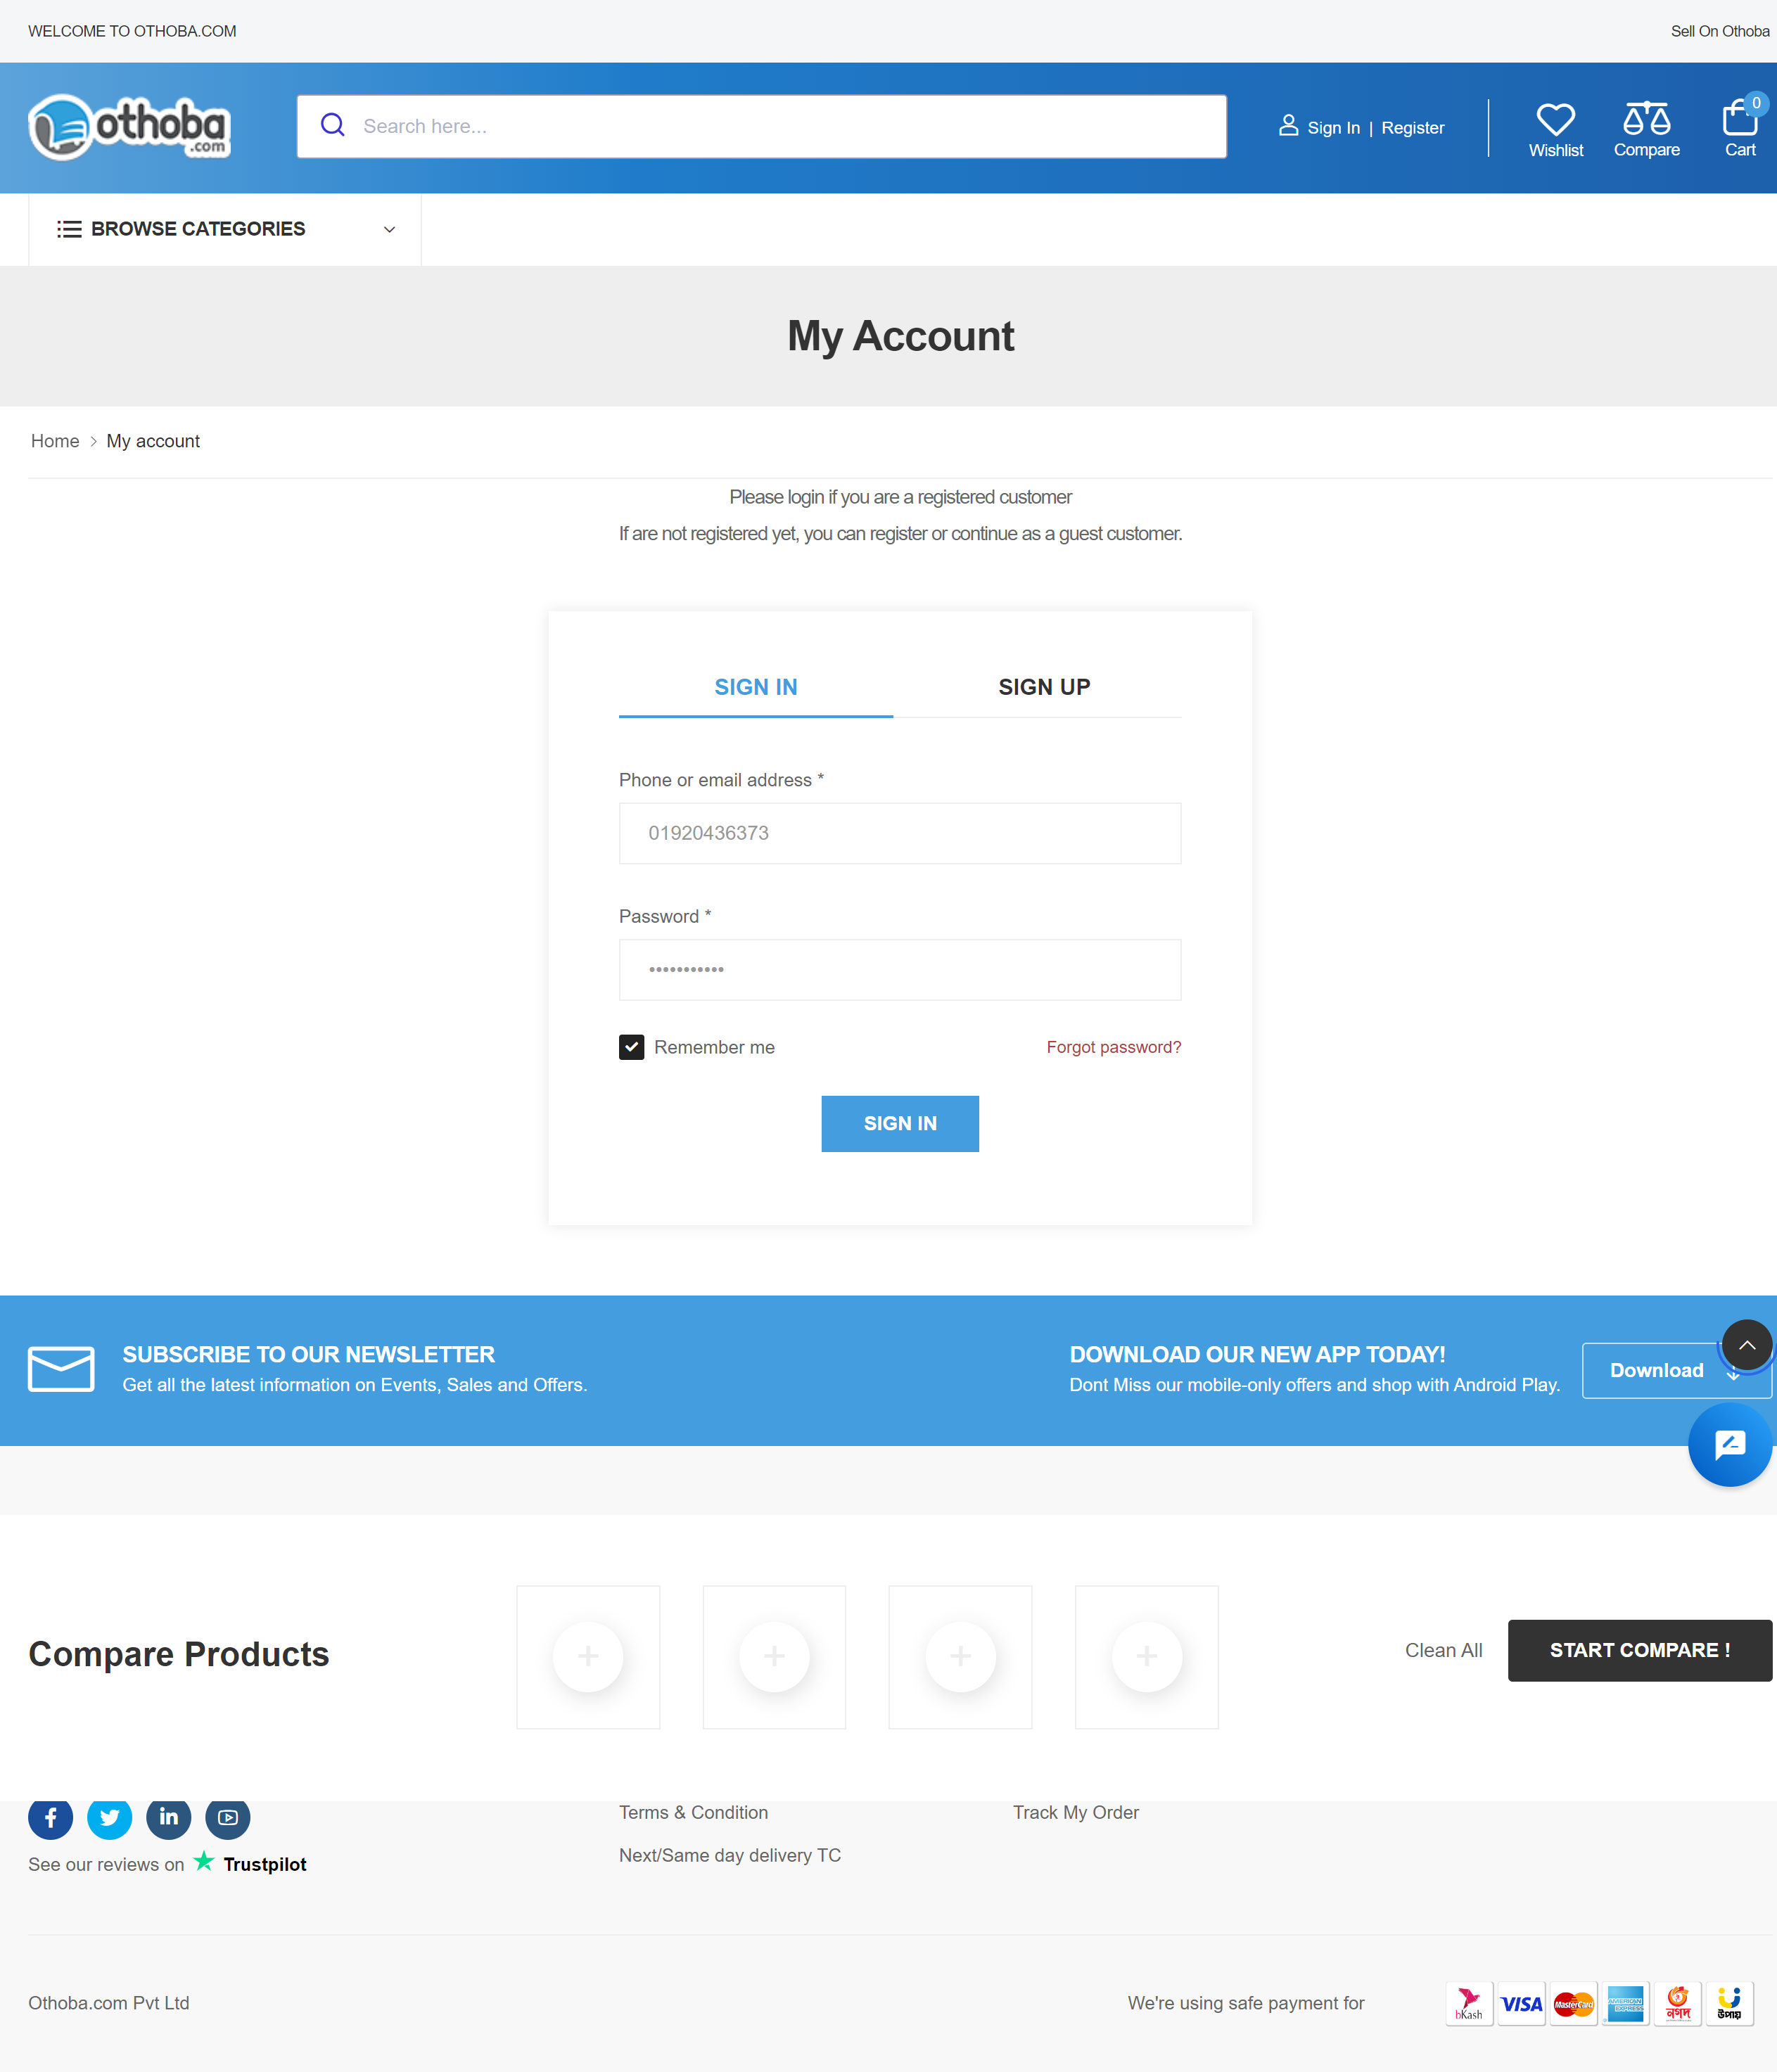 WELCOME TO OTHOBA.COM
Sell On Othoba
othoba
.com
Search here...
Sign In | Register
Wishlist
Compare
0
Cart
BROWSE CATEGORIES
My Account
Home > My account
Please login if you are a registered customer
If are not registered yet, you can register or continue as a guest customer.
SIGN IN
SIGN UP
Phone or email address *
01920436373
Password *
•••••••••••
Remember me
Forgot password?
SIGN IN
SUBSCRIBE TO OUR NEWSLETTER
Get all the latest information on Events, Sales and Offers.
DOWNLOAD OUR NEW APP TODAY!
Dont Miss our mobile-only offers and shop with Android Play.
Download
Compare Products
Clean All
START COMPARE !
Terms & Condition
Track My Order
See our reviews on Trustpilot
Next/Same day delivery TC
Othoba.com Pvt Ltd
We're using safe payment for
bKash
VISA
MasterCard
AMERICAN EXPRESS
নগদ
উপায়